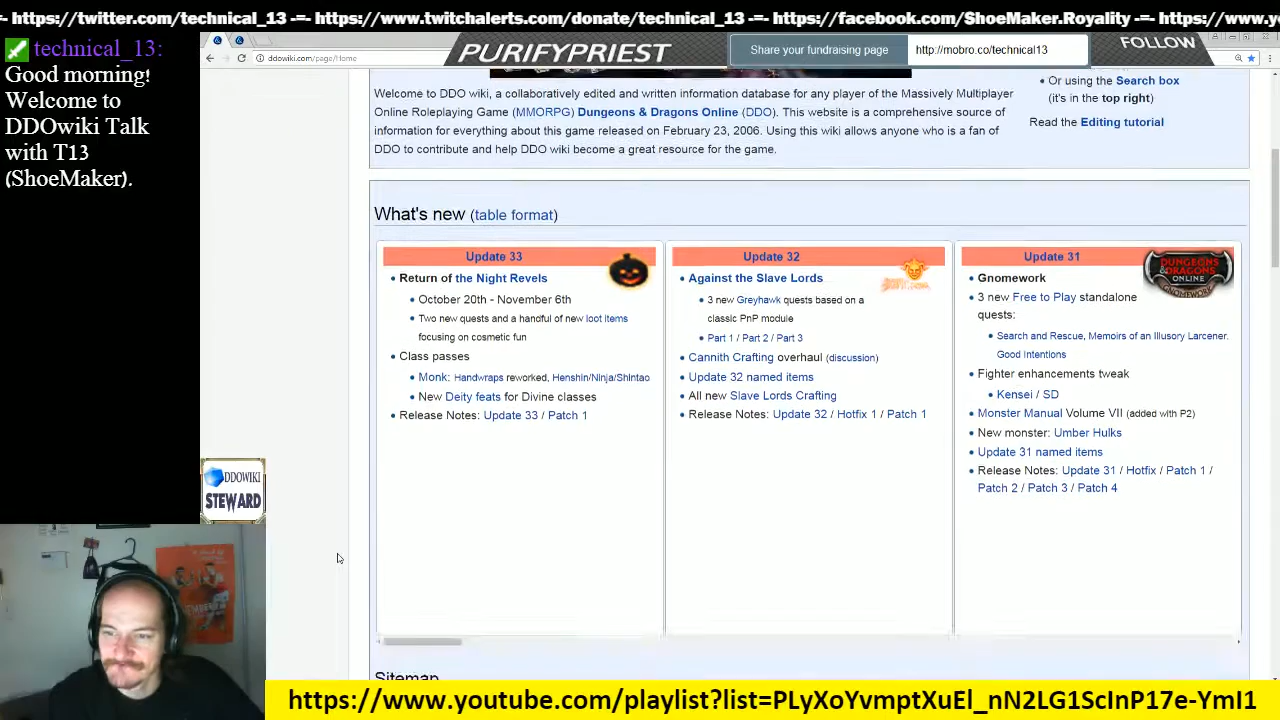 /twitter.com/technical_13 -=- https://www.twitchalerts.com/donate/technical_13 -=- https://facebook.com/ShoeMaker.Royality -=- https://www.y
technical_13:
Good morning!
Welcome to
DDOwiki Talk
with T13
(ShoeMaker).
PURIFYPRIEST
Share your fundraising page
http://mobro.co/technical13
FOLLOW
ddowiki.com/page/Home
Welcome to DDO wiki, a collaboratively edited and written information database for any player of the Massively Multiplayer
Online Roleplaying Game (MMORPG) Dungeons & Dragons Online (DDO). This website is a comprehensive source of
information for everything about this game released on February 23, 2006. Using this wiki allows anyone who is a fan of
DDO to contribute and help DDO wiki become a great resource for the game.
Or using the Search box
(it's in the top right)
Read the Editing tutorial
What's new (table format)
Update 33
Return of the Night Revels
October 20th - November 6th
Two new quests and a handful of new loot items
focusing on cosmetic fun
Class passes
Monk: Handwraps reworked, Henshin/Ninja/Shintao
New Deity feats for Divine classes
Release Notes: Update 33 / Patch 1
Update 32
Against the Slave Lords
3 new Greyhawk quests based on a
classic PnP module
Part 1 / Part 2 / Part 3
Cannith Crafting overhaul (discussion)
Update 32 named items
All new Slave Lords Crafting
Release Notes: Update 32 / Hotfix 1 / Patch 1
Update 31
DUNGEONS
& DRAGONS
ONLINE
Gnomework
3 new Free to Play standalone
quests:
Search and Rescue, Memoirs of an Illusory Larcener.
Good Intentions
Fighter enhancements tweak
Kensei / SD
Monster Manual Volume VII (added with P2)
New monster: Umber Hulks
Update 31 named items
Release Notes: Update 31 / Hotfix / Patch 1 /
Patch 2 / Patch 3 / Patch 4
Sitemap
DDOWIKI
STEWARD
https://www.youtube.com/playlist?list=PLyXoYvmptXuEl_nN2LG1ScInP17e-YmI1